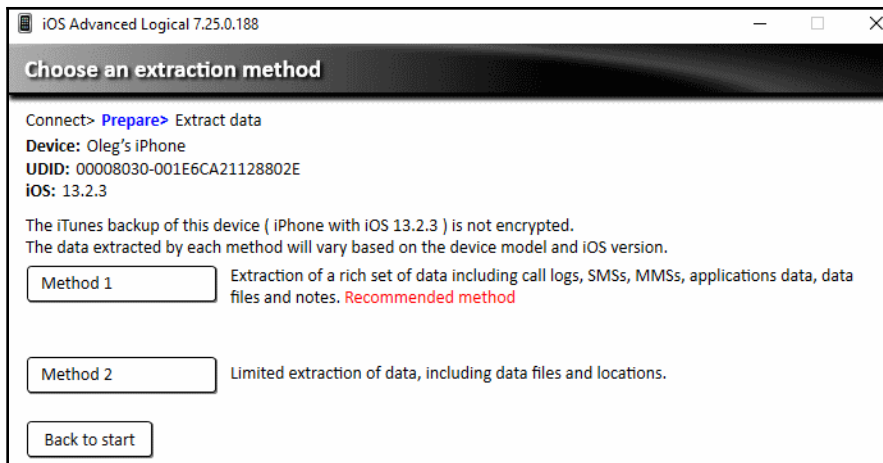 iOS Advanced Logical 7.25.0.188
Choose an extraction method
Connect> Prepare> Extract data
Device: Oleg's iPhone
UDID: 00008030-001E6CA21128802E
iOS: 13.2.3
The iTunes backup of this device ( iPhone with iOS 13.2.3 ) is not encrypted.
The data extracted by each method will vary based on the device model and iOS version.
Method 1
Extraction of a rich set of data including call logs, SMSs, MMSs, applications data, data
files and notes. Recommended method
Method 2
Limited extraction of data, including data files and locations.
Back to start